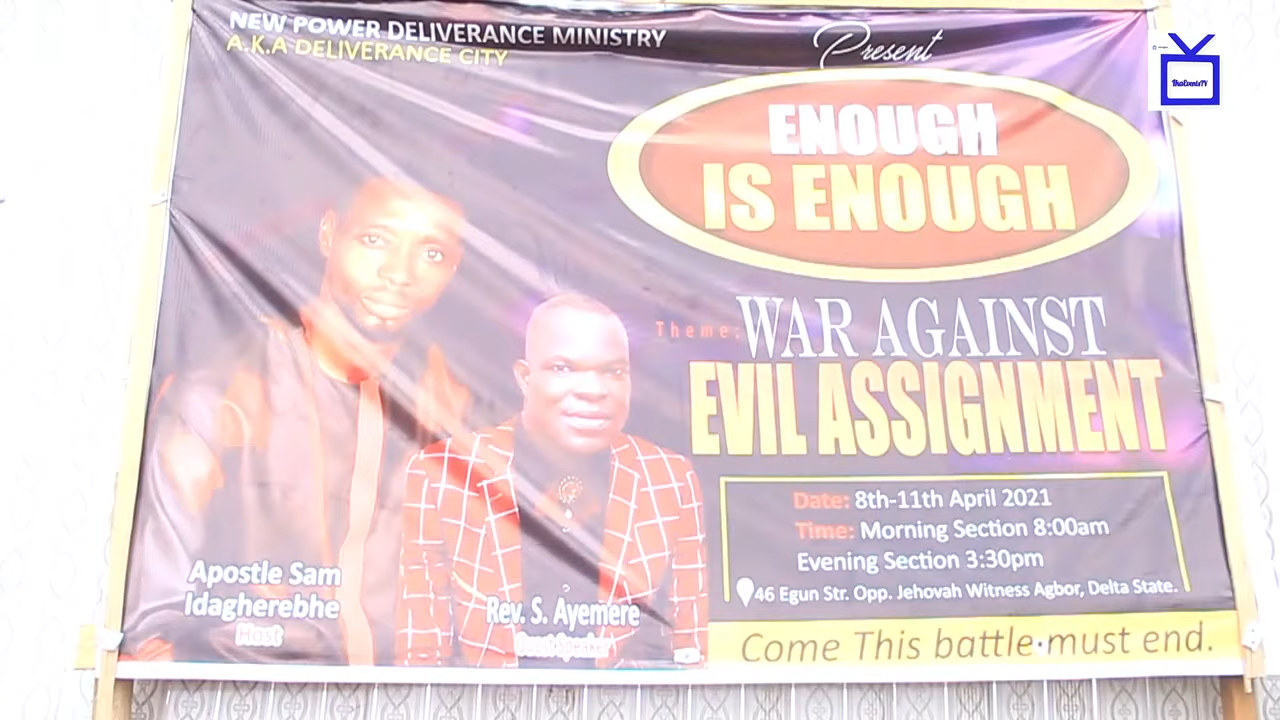 NEW POWER DELIVERANCE MINISTRY
A.K.A DELIVERANCE CITY
Present
ENOUGH
IS ENOUGH
Theme: WAR AGAINST
EVIL ASSIGNMENT
Date: 8th-11th April 2021
Time: Morning Section 8:00am
Evening Section 3:30pm
46 Egun Str. Opp. Jehovah Witness Agbor, Delta State.
Come This battle must end.
Apostle Sam
Idagherebhe
Host
Rev. S. Ayemere
Guest Speaker